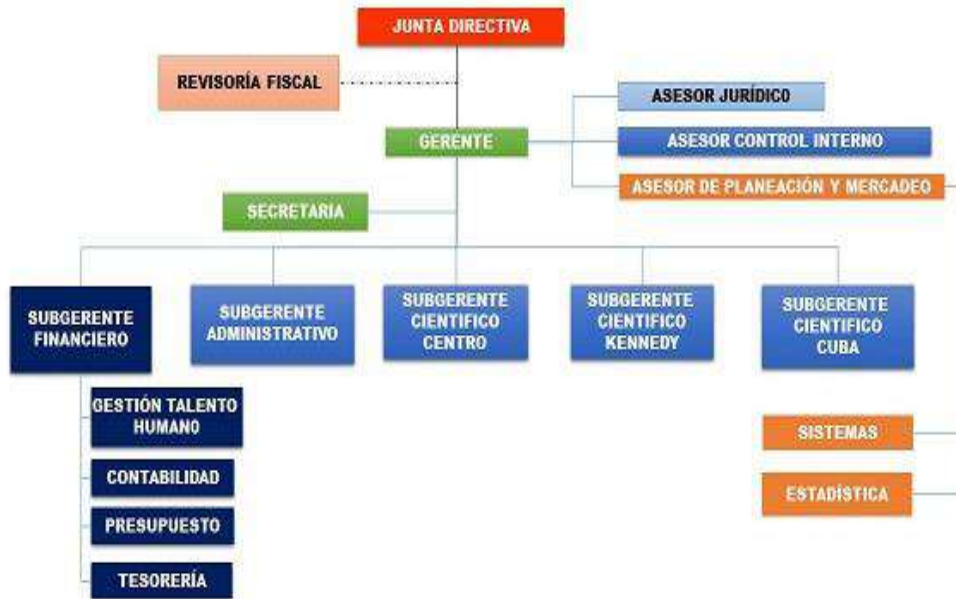 JUNTA DIRECTIVA
REVISORÍA FISCAL
ASESOR JURÍDICO
GERENTE
ASESOR CONTROL INTERNO
ASESOR DE PLANEACIÓN Y MERCADEO
SECRETARIA
SUBGERENTE
FINANCIERO
SUBGERENTE
ADMINISTRATIVO
SUBGERENTE
CIENTIFICO
CENTRO
SUBGERENTE
CIENTIFICO
KENNEDY
SUBGERENTE
CIENTIFICO
CUBA
GESTIÓN TALENTO
HUMANO
CONTABILIDAD
PRESUPUESTO
TESORERÍA
SISTEMAS
ESTADÍSTICA